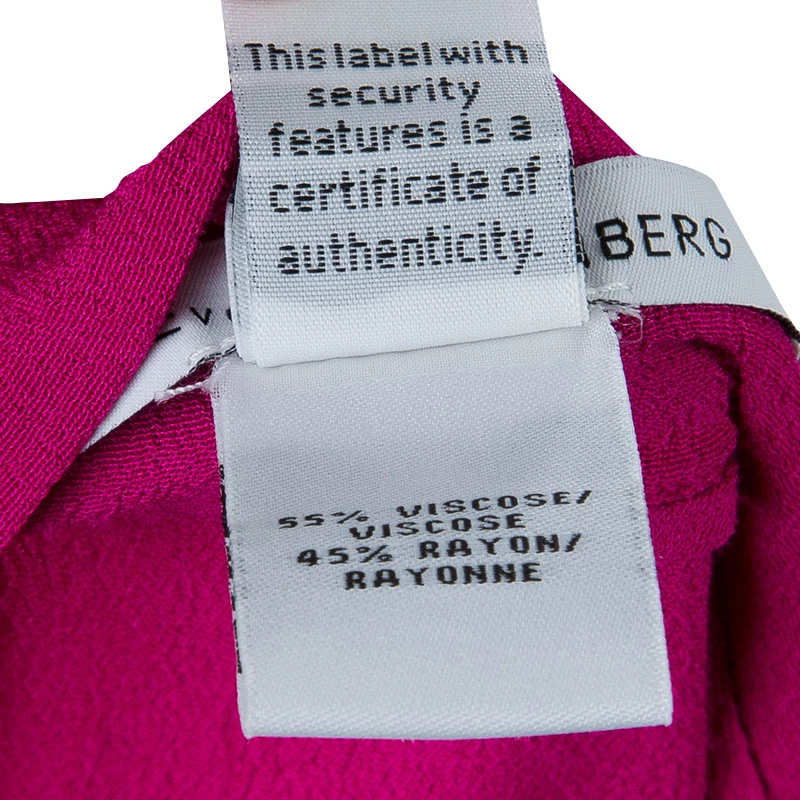 This label with
security
features is a
certificate of
authenticity.
BERG
55% VISCOSE/
VISCOSE
45% RAYON/
RAYONNE